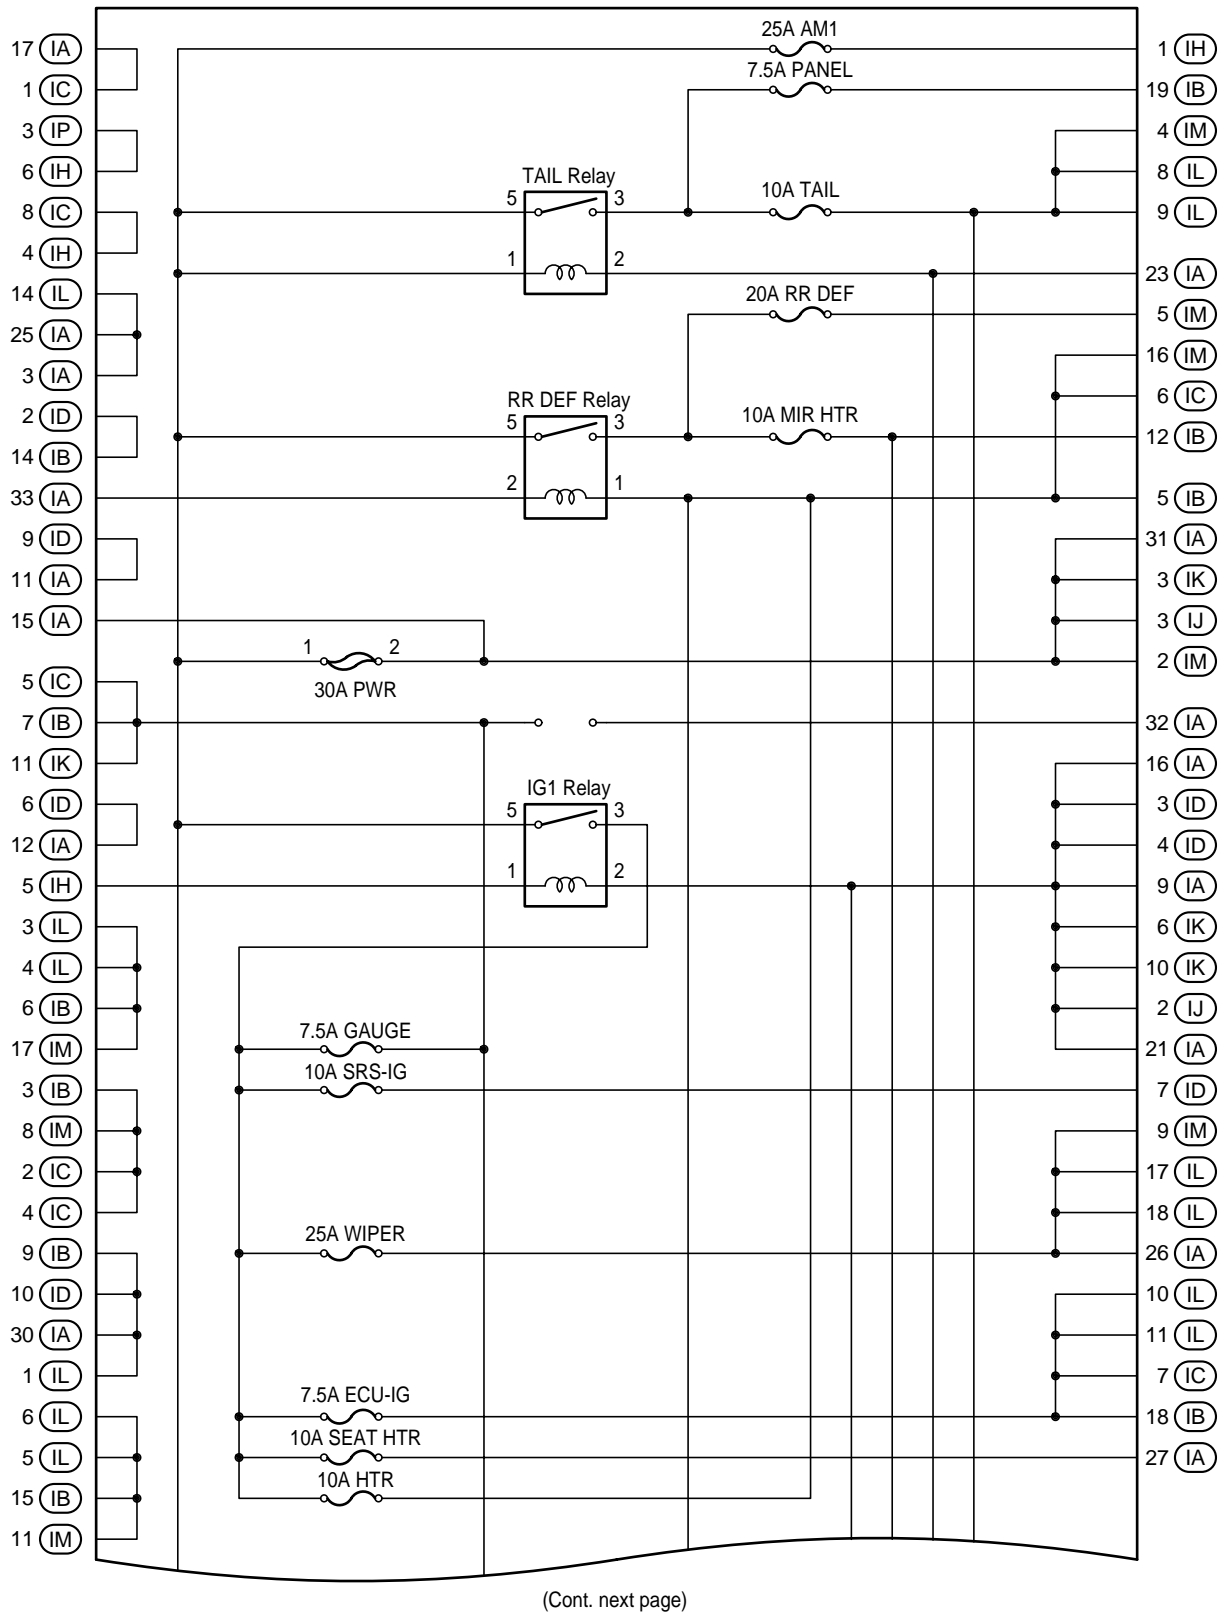 25A AM1
17 IA
1 IH
7.5A PANEL
1 IC
19 IB
3 IP
4 IM
6 IH
TAIL Relay
8 IL
5 3
10A TAIL
8 IC
9 IL
4 IH
1 2
23 IA
14 IL
20A RR DEF
5 IM
25 IA
16 IM
3 IA
RR DEF Relay
6 IC
2 ID
5 3
10A MIR HTR
12 IB
14 IB
33 IA
2 1
5 IB
9 ID
31 IA
11 IA
3 IK
15 IA
3 IJ
1 2
30A PWR
2 IM
5 IC
7 IB
32 IA
11 IK
16 IA
IG1 Relay
6 ID
5 3
3 ID
12 IA
4 ID
5 IH
1 2
9 IA
3 IL
6 IK
4 IL
10 IK
6 IB
2 IJ
7.5A GAUGE
17 IM
21 IA
10A SRS-IG
3 IB
7 ID
8 IM
9 IM
2 IC
17 IL
4 IC
18 IL
25A WIPER
9 IB
26 IA
10 ID
10 IL
30 IA
11 IL
1 IL
7 IC
7.5A ECU-IG
6 IL
18 IB
10A SEAT HTR
5 IL
27 IA
10A HTR
15 IB
11 IM
(Cont. next page)